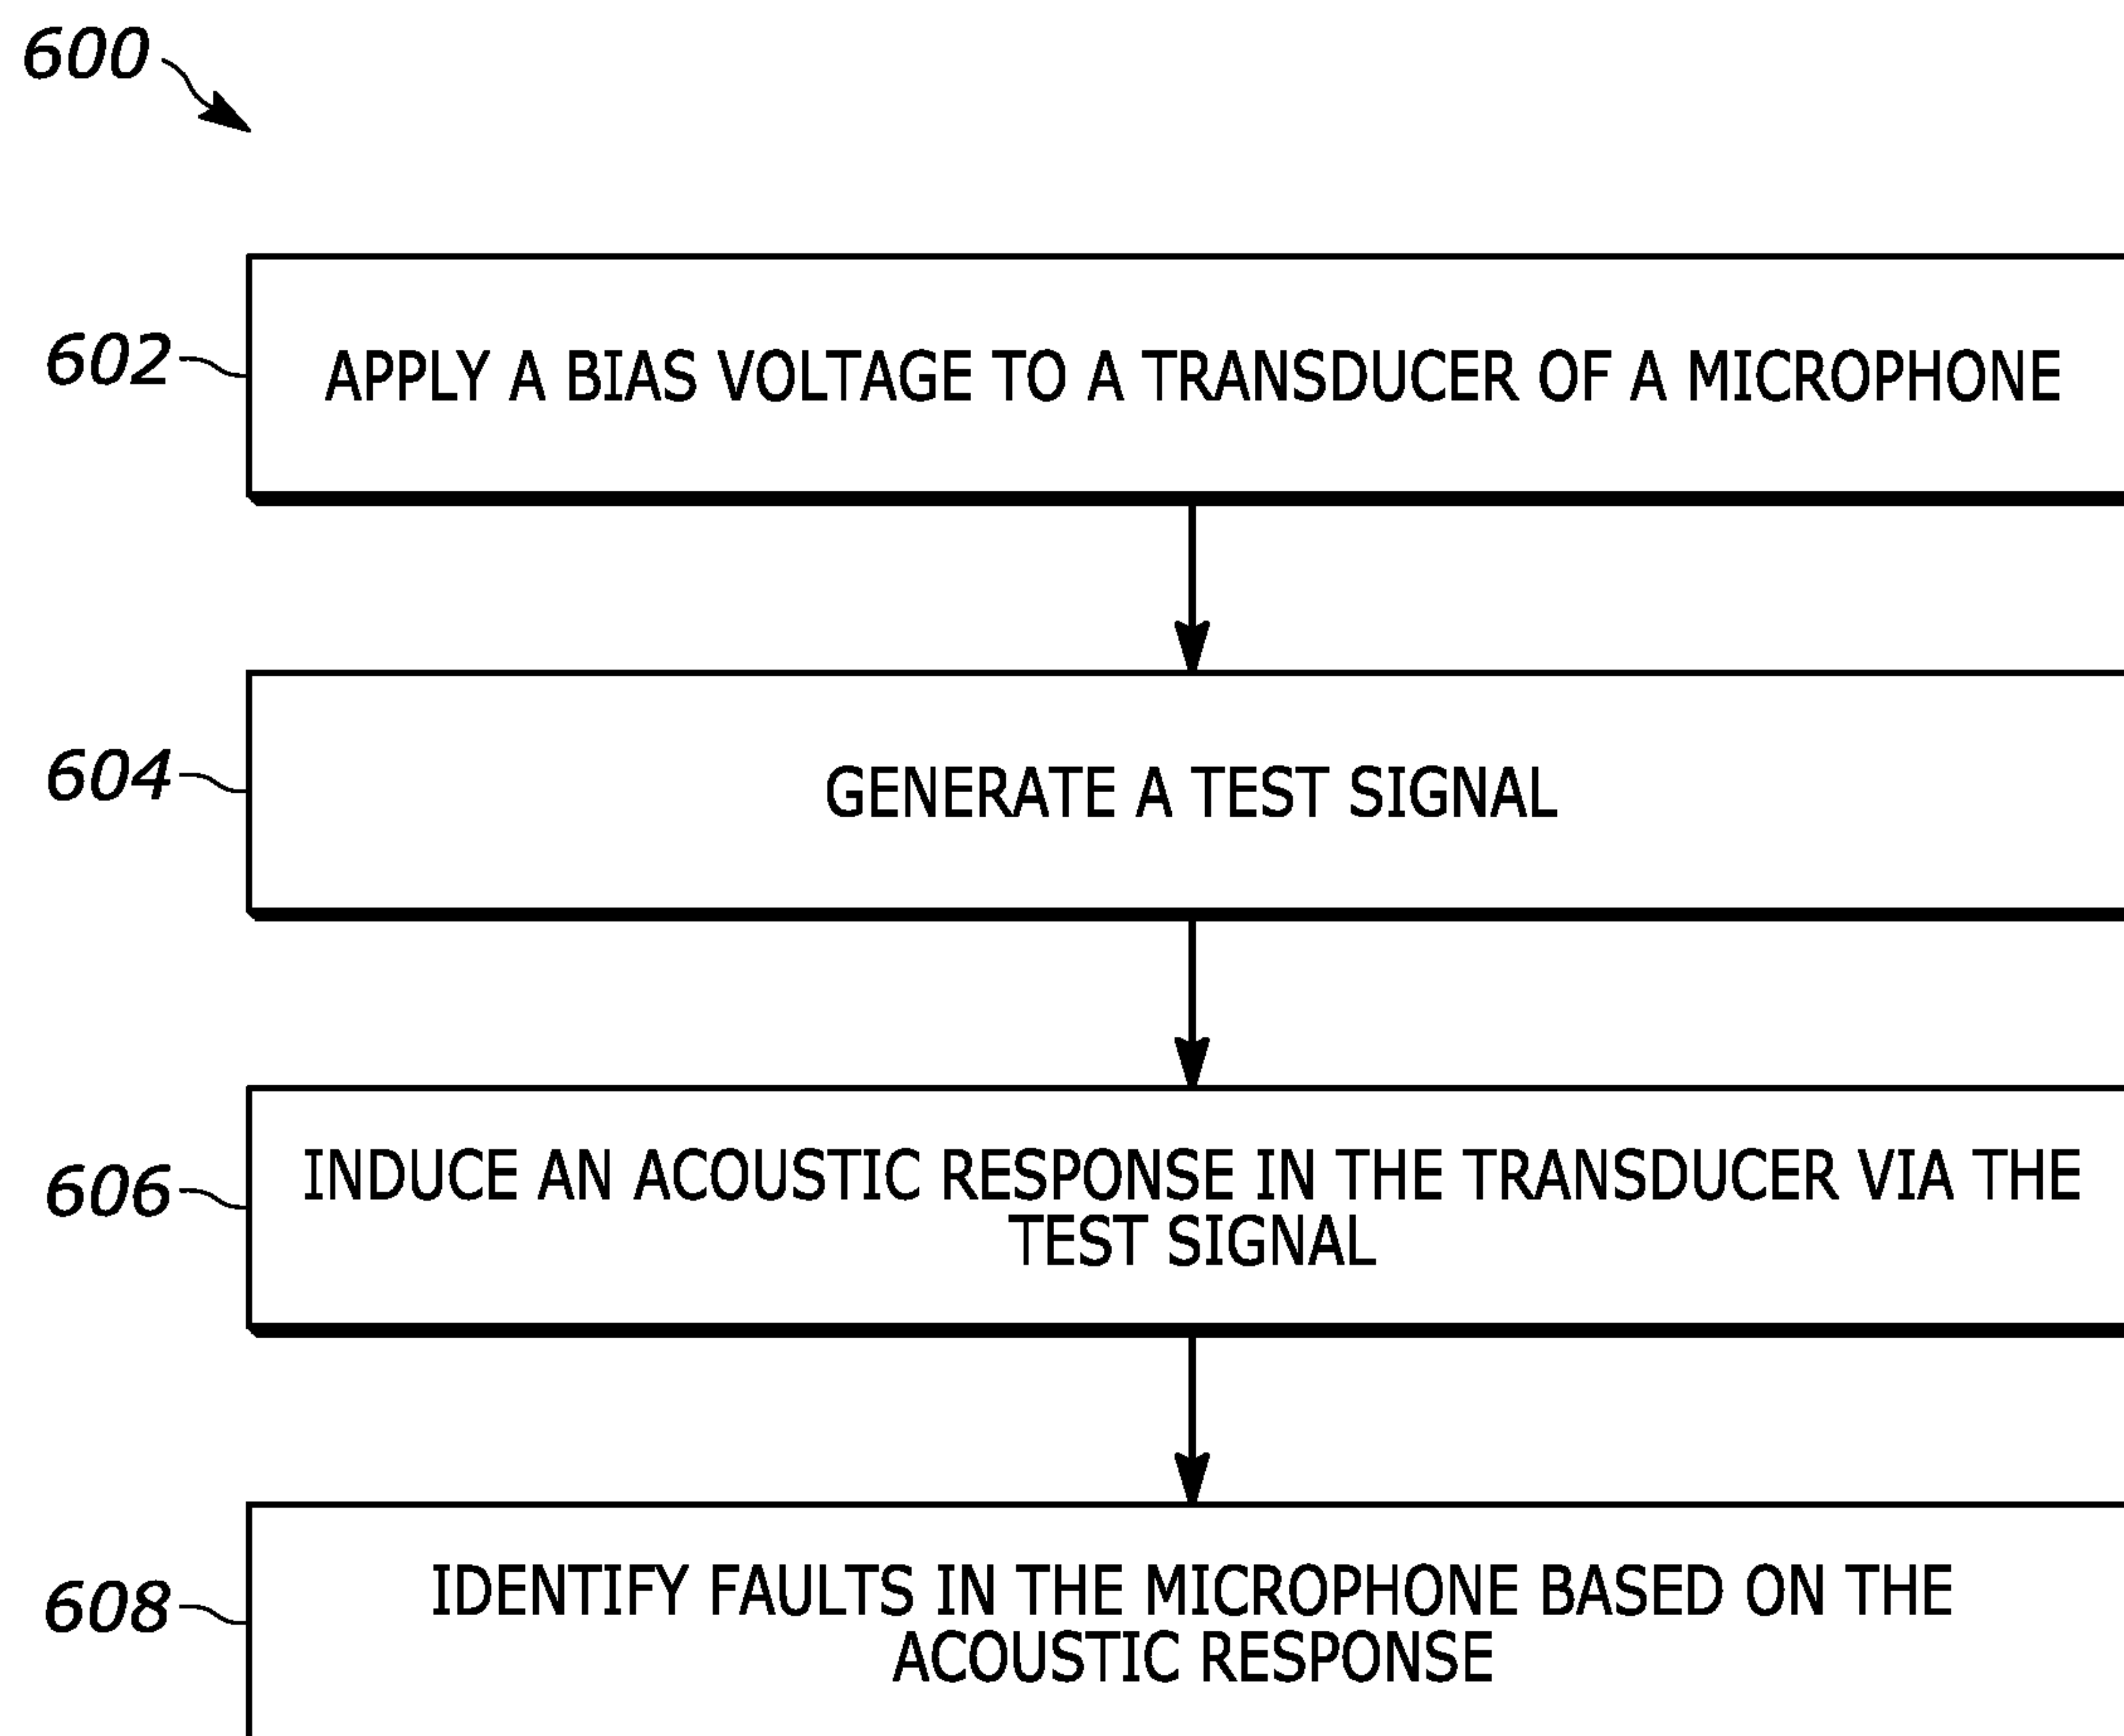 600
602
APPLY A BIAS VOLTAGE TO A TRANSDUCER OF A MICROPHONE
604
GENERATE A TEST SIGNAL
606
INDUCE AN ACOUSTIC RESPONSE IN THE TRANSDUCER VIA THE
TEST SIGNAL
608
IDENTIFY FAULTS IN THE MICROPHONE BASED ON THE
ACOUSTIC RESPONSE